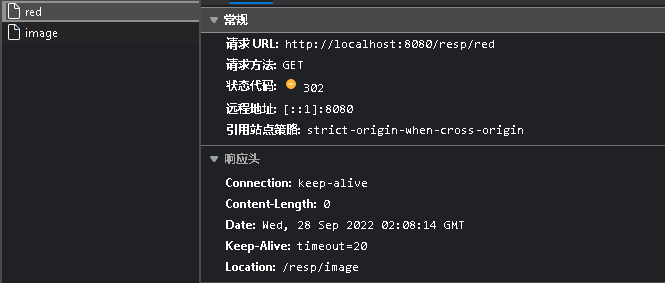 red
image
常规
请求 URL: http://localhost:8080/resp/red
请求方法: GET
状态代码: 302
远程地址: [::1]:8080
引用站点策略: strict-origin-when-cross-origin
响应头
Connection: keep-alive
Content-Length: 0
Date: Wed, 28 Sep 2022 02:08:14 GMT
Keep-Alive: timeout=20
Location: /resp/image